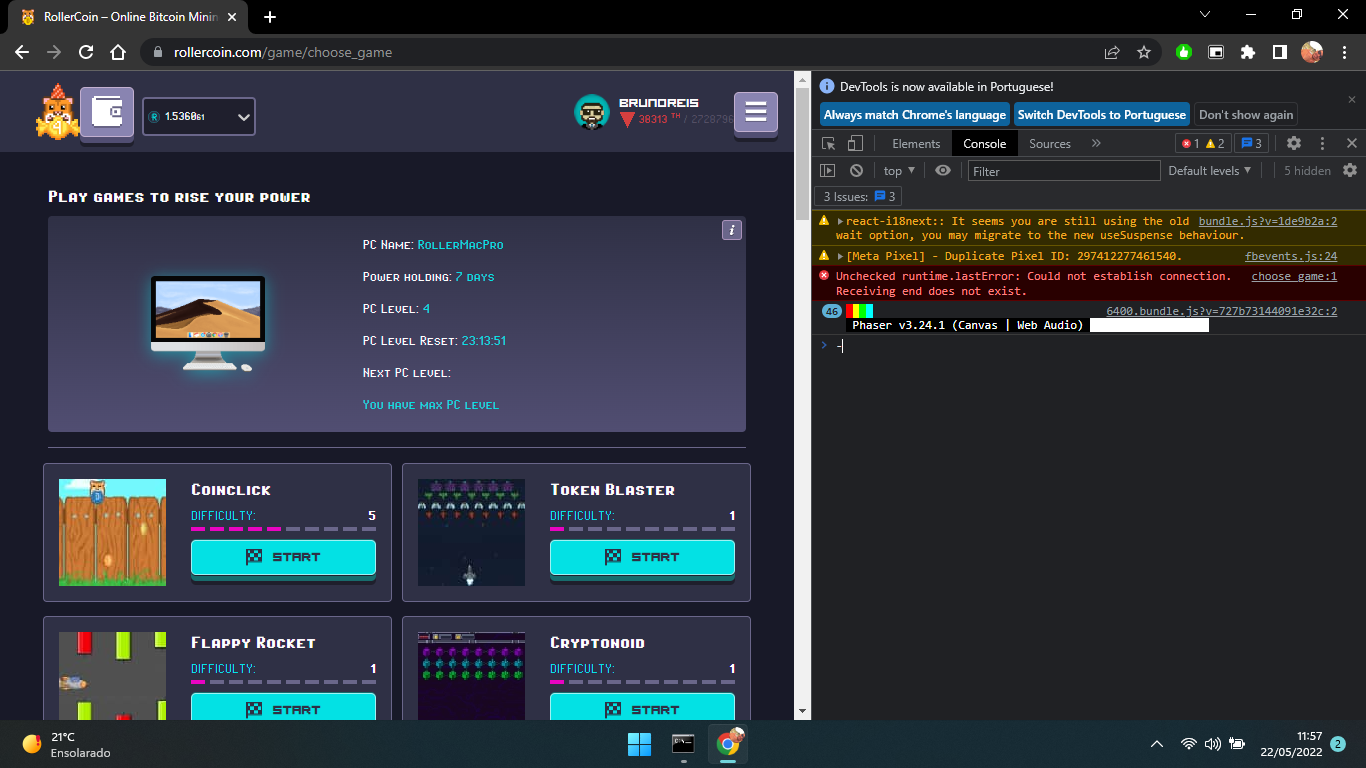 RollerCoin – Online Bitcoin Minin
rollercoin.com/game/choose_game
1.536061
BRUNOREIS
38313 TH / 2728796
Play games to rise your power
PC Name: RollerMacPro
Power holding: 7 days
PC Level: 4
PC Level Reset: 23:13:51
Next PC level:
You have max PC level
i
Coinclick
Difficulty: 5
START
Token Blaster
Difficulty: 1
START
Flappy Rocket
Difficulty: 1
START
Cryptonoid
Difficulty: 1
START
DevTools is now available in Portuguese!
Always match Chrome's language
Switch DevTools to Portuguese
Don't show again
Elements
Console
Sources
1
2
3
top
Filter
Default levels
5 hidden
3 Issues: 3
react-i18next:: It seems you are still using the old bundle.js?v=1de9b2a:2
wait option, you may migrate to the new useSuspense behaviour.
[Meta Pixel] - Duplicate Pixel ID: 297412277461540. fbevents.js:24
Unchecked runtime.lastError: Could not establish connection. choose_game:1
Receiving end does not exist.
46 6400.bundle.js?v=727b73144091e32c:2
Phaser v3.24.1 (Canvas | Web Audio)
-
21°C
Ensolarado
11:57
22/05/2022
2